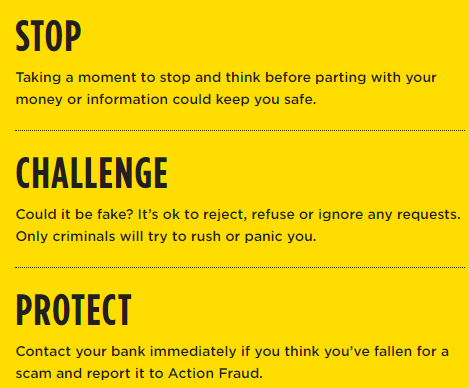 STOP
Taking a moment to stop and think before parting with your
money or information could keep you safe.
CHALLENGE
Could it be fake? It’s ok to reject, refuse or ignore any requests.
Only criminals will try to rush or panic you.
PROTECT
Contact your bank immediately if you think you’ve fallen for a
scam and report it to Action Fraud.